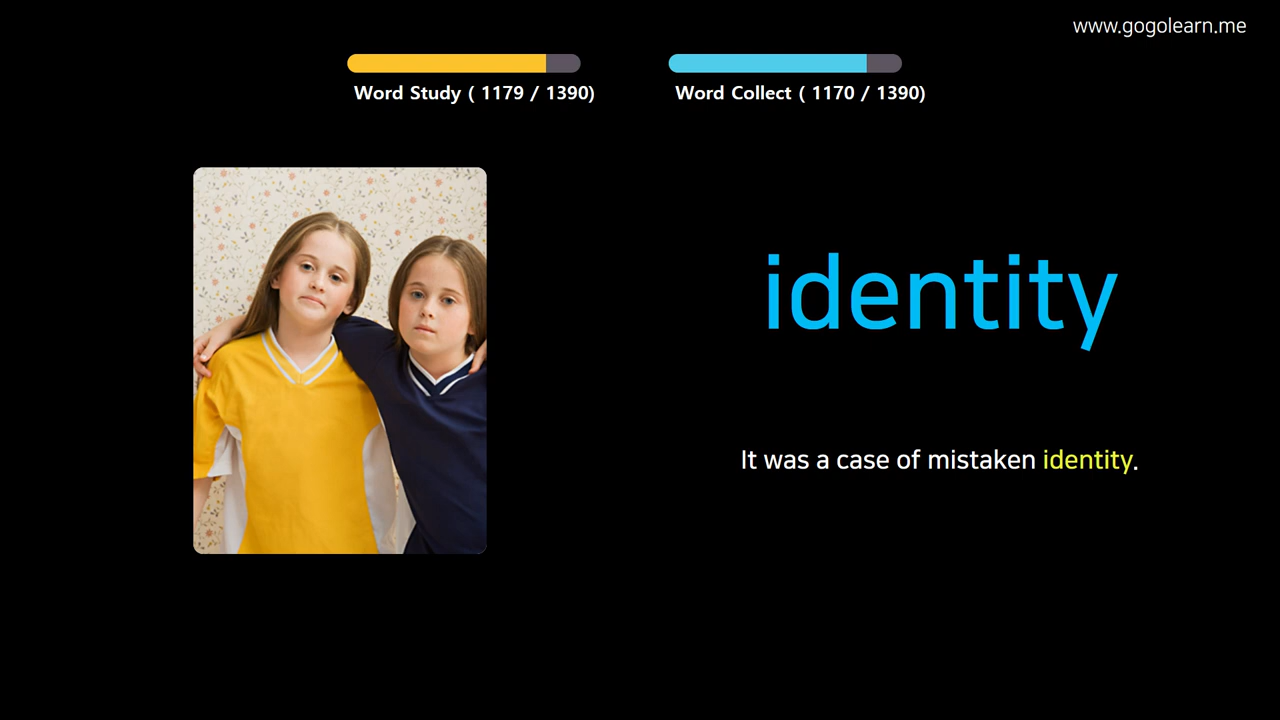 www.gogolearn.me
Word Study ( 1179 / 1390)
Word Collect ( 1170 / 1390)
identity
It was a case of mistaken identity.